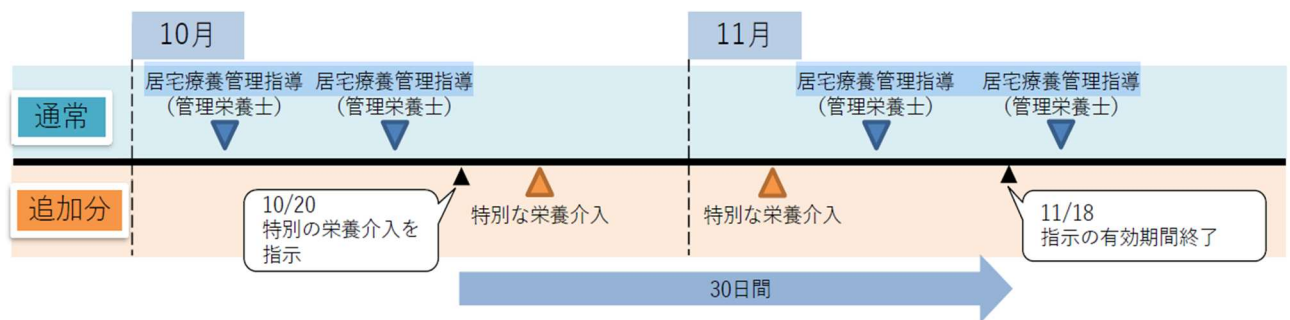 10月
11月
通常
居宅療養管理指導
（管理栄養士）
居宅療養管理指導
（管理栄養士）
居宅療養管理指導
（管理栄養士）
居宅療養管理指導
（管理栄養士）
追加分
10/20
特別の栄養介入を
指示
特別な栄養介入
特別な栄養介入
11/18
指示の有効期間終了
30日間